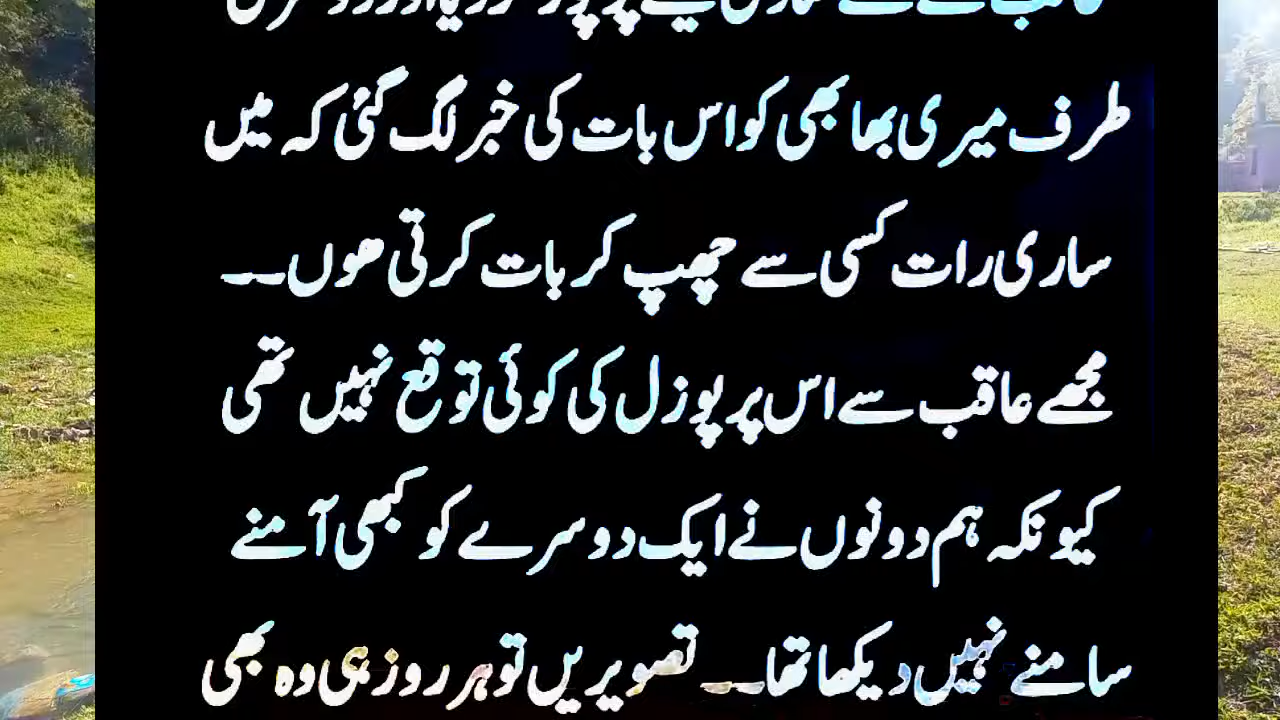 طرف میری بھابھی کو اس بات کی خبر لگ گئی کہ میں
ساری رات کسی سے چھپ کر بات کرتی ھوں۔۔
مجھے عاقب سے اس پرپوزل کی کوئی توقع نہیں تھی
کیونکہ ہم دونوں نے ایک دوسرے کو کبھی آمنے
سامنے نہیں دیکھا تھا۔۔ تصویریں تو ہر روز ہی وہ بھی